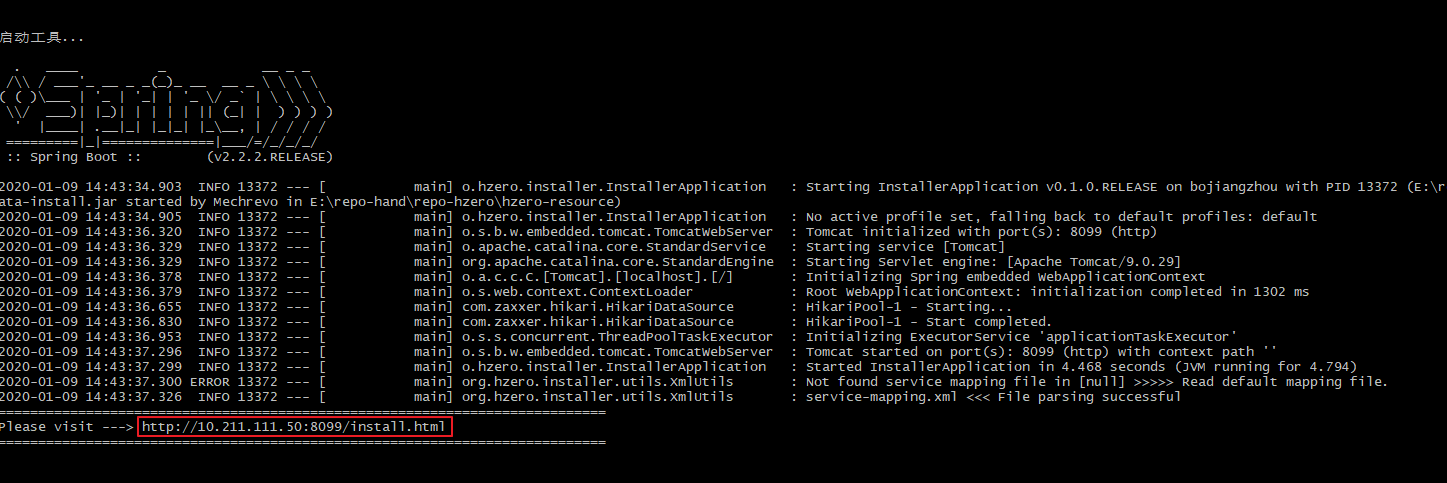 启动工具...
  .   ____          _            __ _ _
 /\\ / ___'_ __ _ _(_)_ __  __ _ \ \ \ \
( ( )\___ | '_ | '_| | '_ \/ _` | \ \ \ \
 \\/  ___)| |_)| | | | | || (_| |  ) ) ) )
  '  |____| .__|_| |_|_| |_\__, | / / / /
 =========|_|==============|___/=/_/_/_/
 :: Spring Boot ::        (v2.2.2.RELEASE)
2020-01-09 14:43:34.903  INFO 13372 --- [           main] o.hzero.installer.InstallerApplication   : Starting InstallerApplication v0.1.0.RELEASE on bojiangzhou with PID 13372 (E:\r
ata-install.jar started by Mechrevo in E:\repo-hand\repo-hzero\hzero-resource)
2020-01-09 14:43:34.905  INFO 13372 --- [           main] o.hzero.installer.InstallerApplication   : No active profile set, falling back to default profiles: default
2020-01-09 14:43:36.320  INFO 13372 --- [           main] o.s.b.w.embedded.tomcat.TomcatWebServer  : Tomcat initialized with port(s): 8099 (http)
2020-01-09 14:43:36.329  INFO 13372 --- [           main] o.apache.catalina.core.StandardService   : Starting service [Tomcat]
2020-01-09 14:43:36.329  INFO 13372 --- [           main] org.apache.catalina.core.StandardEngine  : Starting Servlet engine: [Apache Tomcat/9.0.29]
2020-01-09 14:43:36.378  INFO 13372 --- [           main] o.a.c.c.C.[Tomcat].[localhost].[/]       : Initializing Spring embedded WebApplicationContext
2020-01-09 14:43:36.379  INFO 13372 --- [           main] o.s.web.context.ContextLoader            : Root WebApplicationContext: initialization completed in 1302 ms
2020-01-09 14:43:36.655  INFO 13372 --- [           main] com.zaxxer.hikari.HikariDataSource       : HikariPool-1 - Starting...
2020-01-09 14:43:36.830  INFO 13372 --- [           main] com.zaxxer.hikari.HikariDataSource       : HikariPool-1 - Start completed.
2020-01-09 14:43:36.953  INFO 13372 --- [           main] o.s.s.concurrent.ThreadPoolTaskExecutor  : Initializing ExecutorService 'applicationTaskExecutor'
2020-01-09 14:43:37.296  INFO 13372 --- [           main] o.s.b.w.embedded.tomcat.TomcatWebServer  : Tomcat started on port(s): 8099 (http) with context path ''
2020-01-09 14:43:37.299  INFO 13372 --- [           main] o.hzero.installer.InstallerApplication   : Started InstallerApplication in 4.468 seconds (JVM running for 4.794)
2020-01-09 14:43:37.300 ERROR 13372 --- [           main] org.hzero.installer.utils.XmlUtils       : Not found service mapping file in [null] >>>>> Read default mapping file.
2020-01-09 14:43:37.326  INFO 13372 --- [           main] org.hzero.installer.utils.XmlUtils       : service-mapping.xml <<< File parsing successful
=============================================================================
Please visit ---> http://10.211.111.50:8099/install.html
=============================================================================